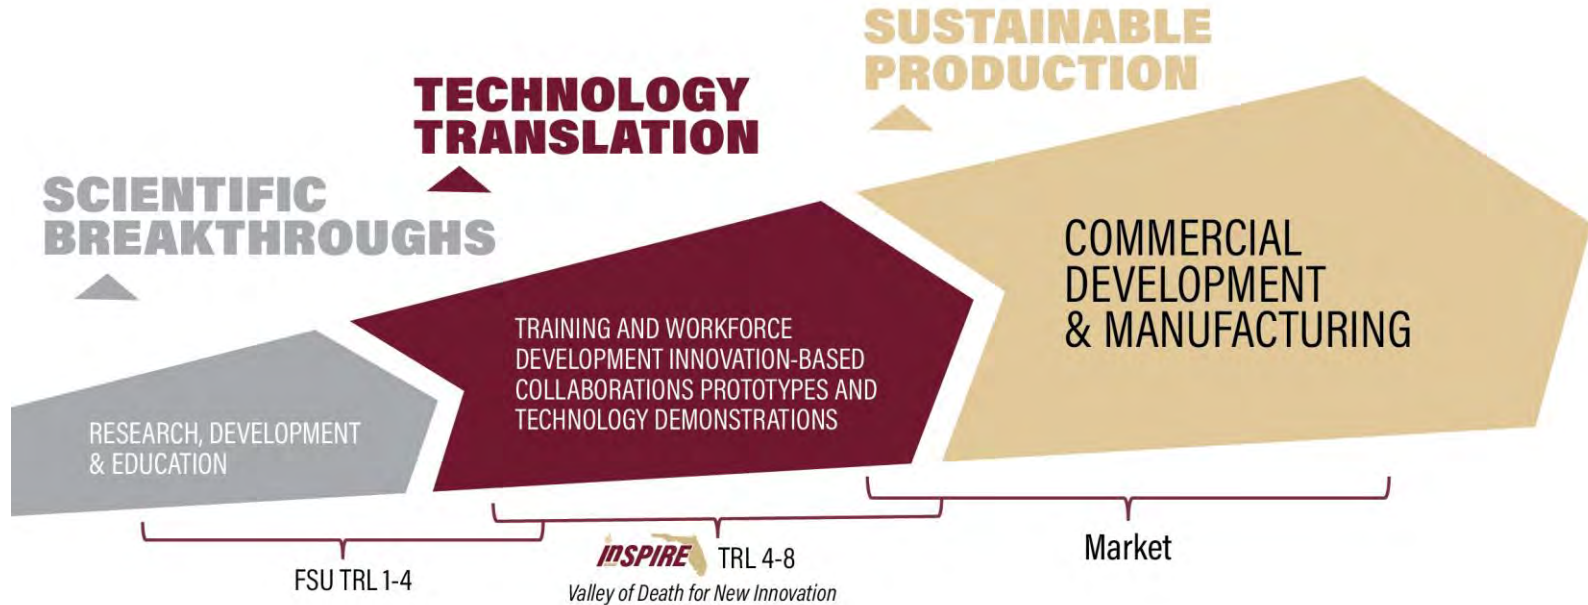 SCIENTIFIC
BREAKTHROUGHS
RESEARCH, DEVELOPMENT
& EDUCATION
FSU TRL 1-4
TECHNOLOGY
TRANSLATION
TRAINING AND WORKFORCE
DEVELOPMENT INNOVATION-BASED
COLLABORATIONS PROTOTYPES AND
TECHNOLOGY DEMONSTRATIONS
inSPIRE TRL 4-8
Valley of Death for New Innovation
SUSTAINABLE
PRODUCTION
COMMERCIAL
DEVELOPMENT
& MANUFACTURING
Market